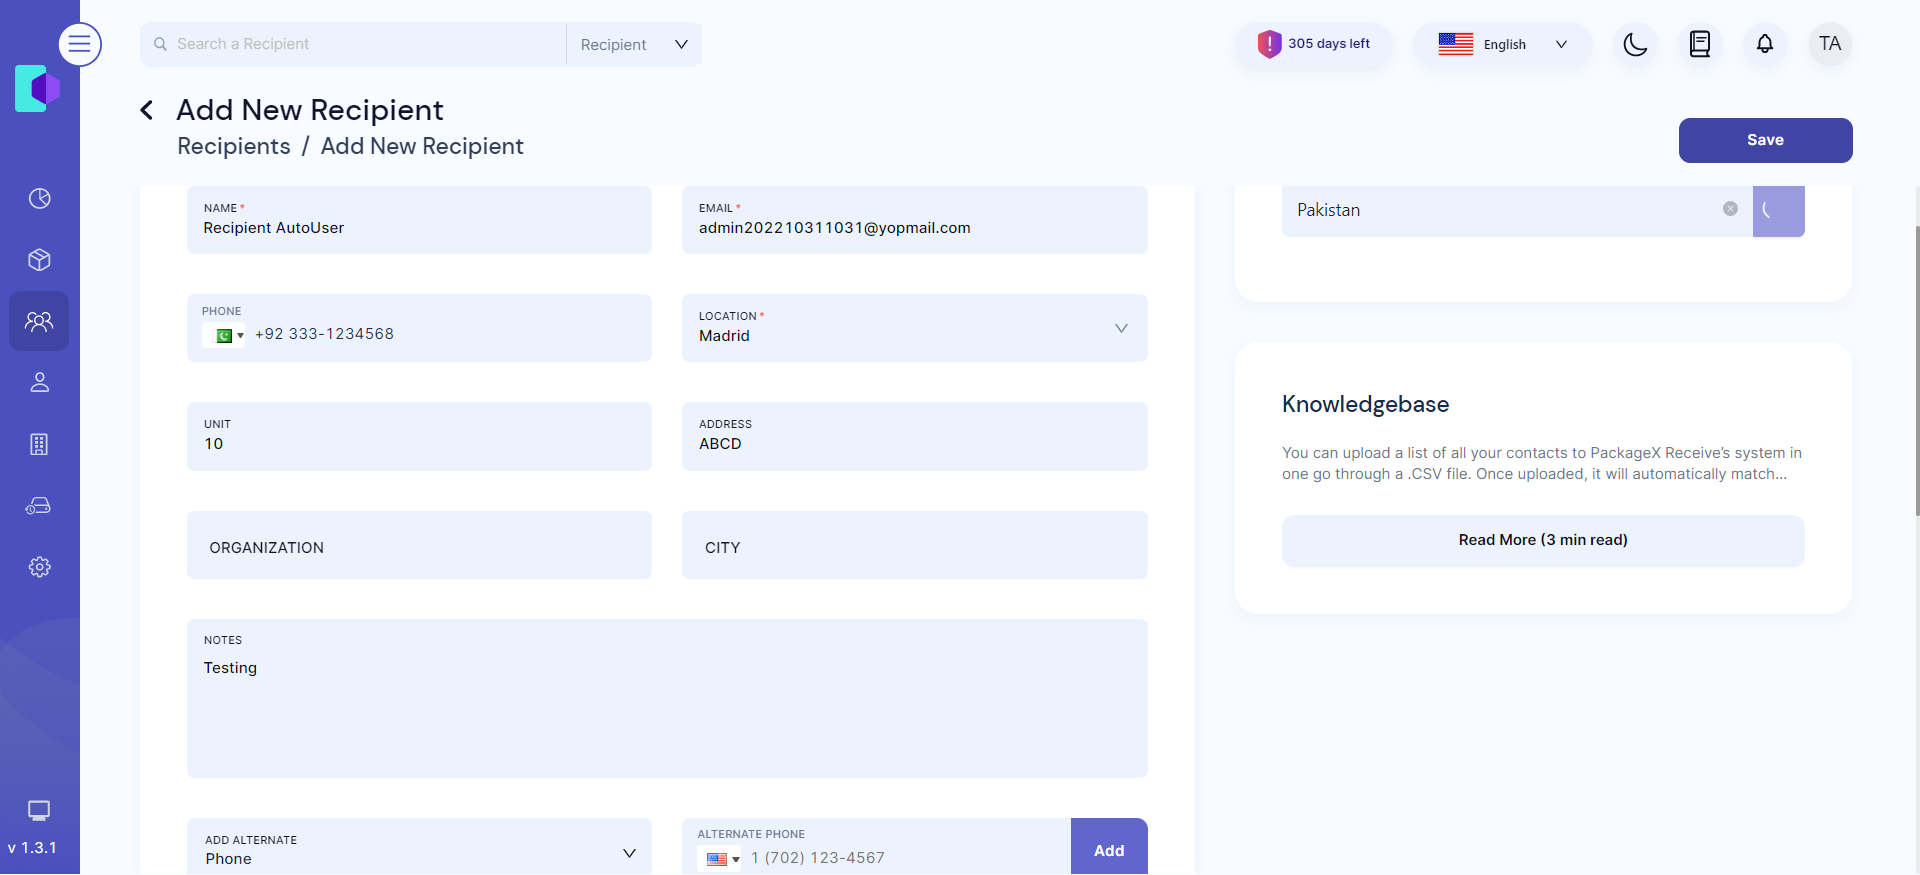 Search a Recipient
Recipient
305 days left
English
TA
Add New Recipient
Recipients / Add New Recipient
Save
NAME *
Recipient AutoUser
EMAIL *
admin202210311031@yopmail.com
Pakistan
PHONE
+92 333-1234568
LOCATION *
Madrid
UNIT
10
ADDRESS
ABCD
ORGANIZATION
CITY
NOTES
Testing
ADD ALTERNATE
Phone
ALTERNATE PHONE
1 (702) 123-4567
Add
Knowledgebase
You can upload a list of all your contacts to PackageX Receive's system in
one go through a .CSV file. Once uploaded, it will automatically match...
Read More (3 min read)
v 1.3.1